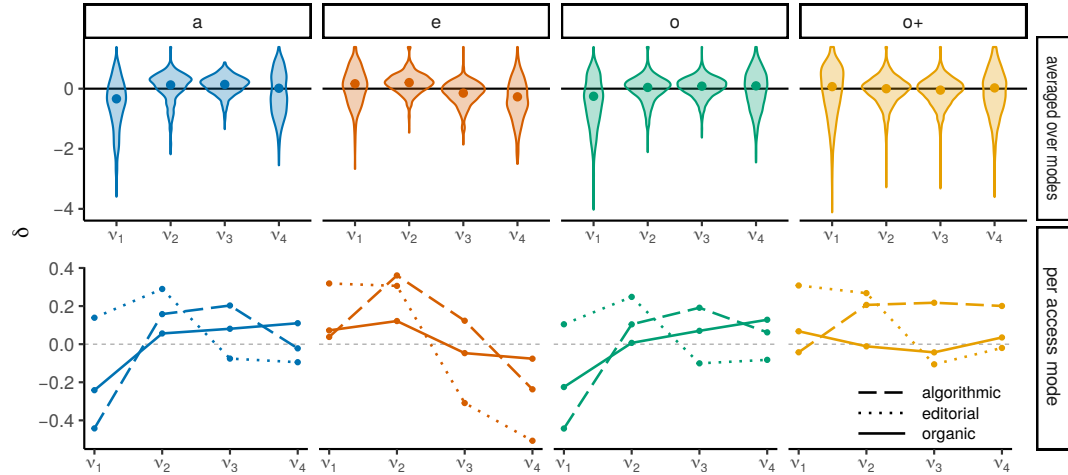 a e o o+
0
−2
−4
ν1 ν2 ν3 ν4 ν1 ν2 ν3 ν4 ν1 ν2 ν3 ν4 ν1 ν2 ν3 ν4
averaged over modes
δ
0.4
0.2
0.0
−0.2
−0.4
algorithmic
editorial
organic
ν1 ν2 ν3 ν4 ν1 ν2 ν3 ν4 ν1 ν2 ν3 ν4 ν1 ν2 ν3 ν4
per access mode